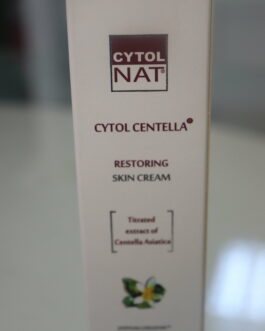 CYTOL
NAT®
CYTOL CENTELLA®
RESTORING
SKIN CREAM
Titrated
extract of
Centella Asiatica